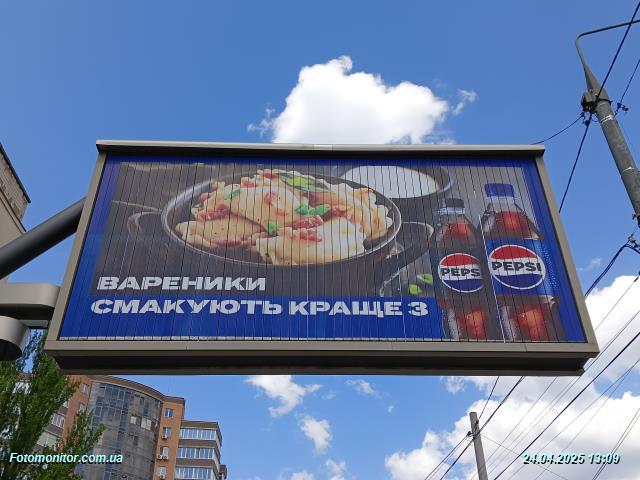 ВАРЕНИКИ
СМАКУЮТЬ КРАЩЕ З
PEPSI
PEPSI
Fotomonitor.com.ua
24.04.2025 13:09